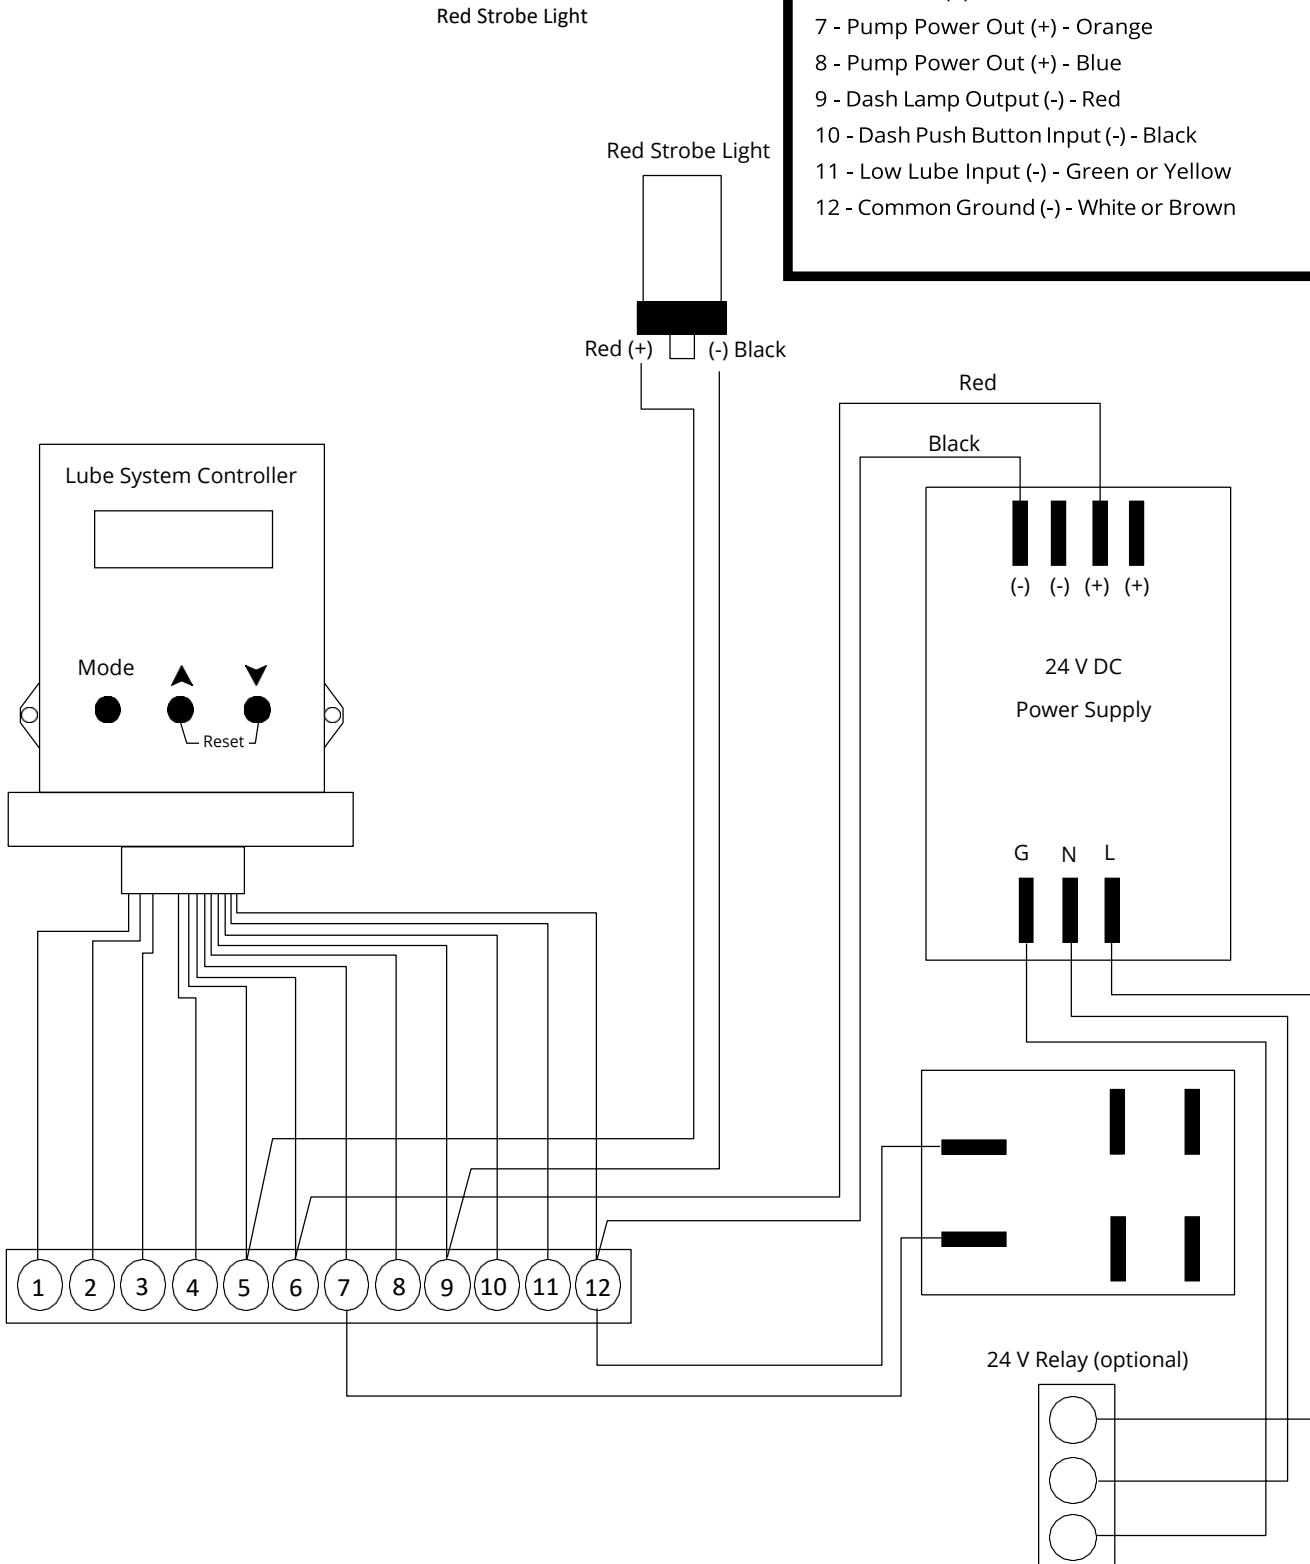 Red Strobe Light
7 - Pump Power Out (+) - Orange
8 - Pump Power Out (+) - Blue
9 - Dash Lamp Output (-) - Red
10 - Dash Push Button Input (-) - Black
11 - Low Lube Input (-) - Green or Yellow
12 - Common Ground (-) - White or Brown
Red Strobe Light
Red (+)
(-) Black
Red
Black
(-) (-) (+) (+)
24 V DC
Power Supply
G N L
Lube System Controller
Mode
Reset
1 2 3 4 5 6 7 8 9 10 11 12
24 V Relay (optional)